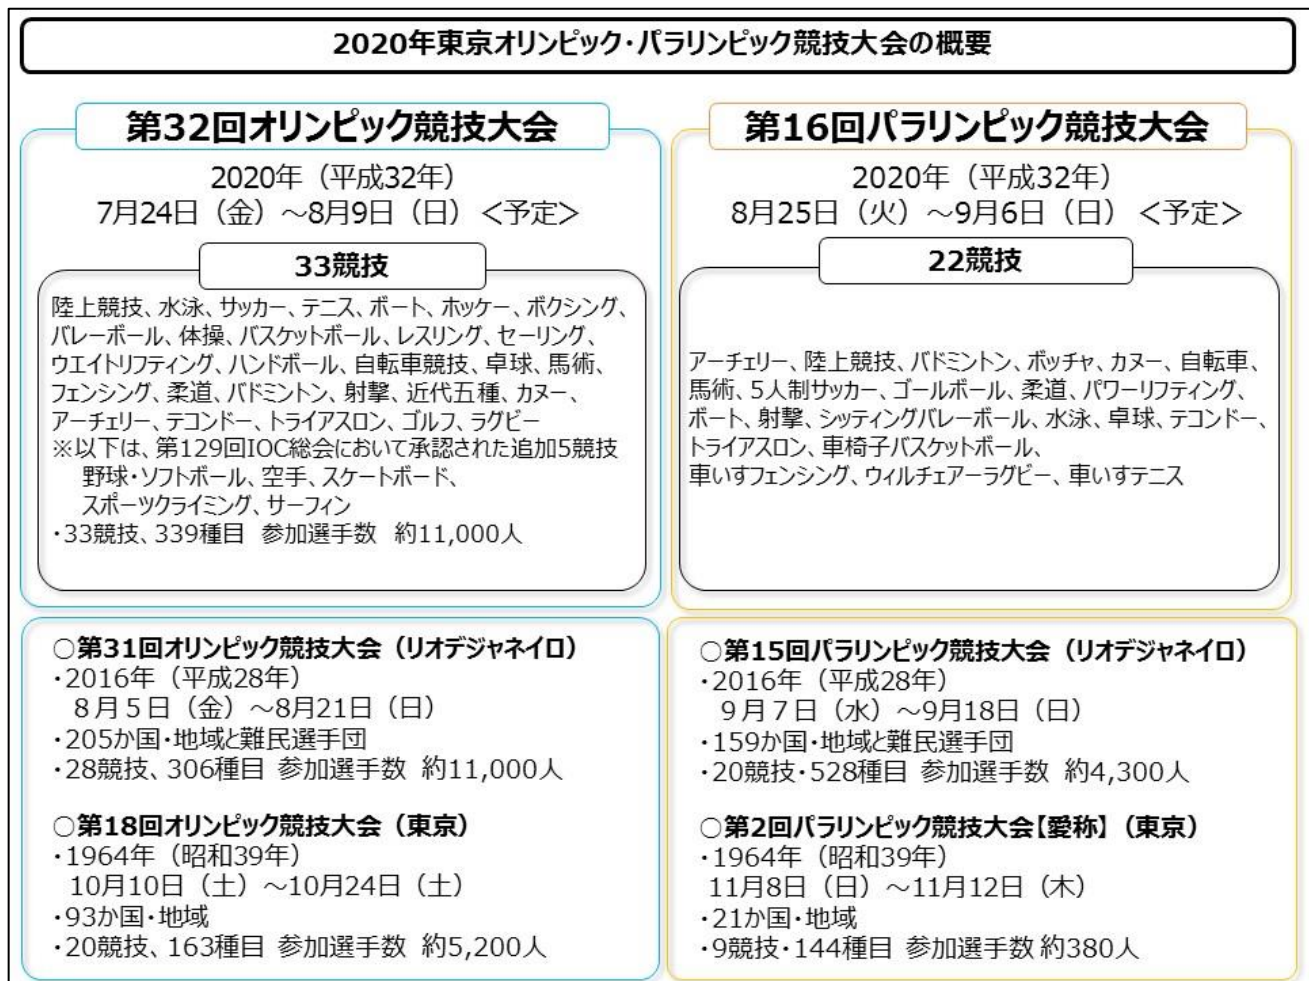 2020年東京オリンピック・パラリンピック競技大会の概要
第32回オリンピック競技大会
2020年（平成32年）
7月24日（金）～8月9日（日）＜予定＞
33競技
陸上競技、水泳、サッカー、テニス、ボート、ホッケー、ボクシング、
バレーボール、体操、バスケットボール、レスリング、セーリング、
ウエイトリフティング、ハンドボール、自転車競技、卓球、馬術、
フェンシング、柔道、バドミントン、射撃、近代五種、カヌー、
アーチェリー、テコンドー、トライアスロン、ゴルフ、ラグビー
※以下は、第129回IOC総会において承認された追加5競技
野球・ソフトボール、空手、スケートボード、
スポーツクライミング、サーフィン
・33競技、339種目 参加選手数 約11,000人
第16回パラリンピック競技大会
2020年（平成32年）
8月25日（火）～9月6日（日）＜予定＞
22競技
アーチェリー、陸上競技、バドミントン、ボッチャ、カヌー、自転車、
馬術、5人制サッカー、ゴールボール、柔道、パワーリフティング、
ボート、射撃、シッティングバレーボール、水泳、卓球、テコンドー、
トライアスロン、車椅子バスケットボール、
車いすフェンシング、ウィルチェアーラグビー、車いすテニス
○第31回オリンピック競技大会（リオデジャネイロ）
・2016年（平成28年）
８月５日（金）～8月21日（日）
・205か国・地域と難民選手団
・28競技、306種目 参加選手数 約11,000人
○第18回オリンピック競技大会（東京）
・1964年（昭和39年）
10月10日（土）～10月24日（土）
・93か国・地域
・20競技、163種目 参加選手数 約5,200人
○第15回パラリンピック競技大会（リオデジャネイロ）
・2016年（平成28年）
９月７日（水）～9月18日（日）
・159か国・地域と難民選手団
・20競技・528種目 参加選手数 約4,300人
○第2回パラリンピック競技大会【愛称】（東京）
・1964年（昭和39年）
11月8日（日）～11月12日（木）
・21か国・地域
・9競技・144種目 参加選手数 約380人